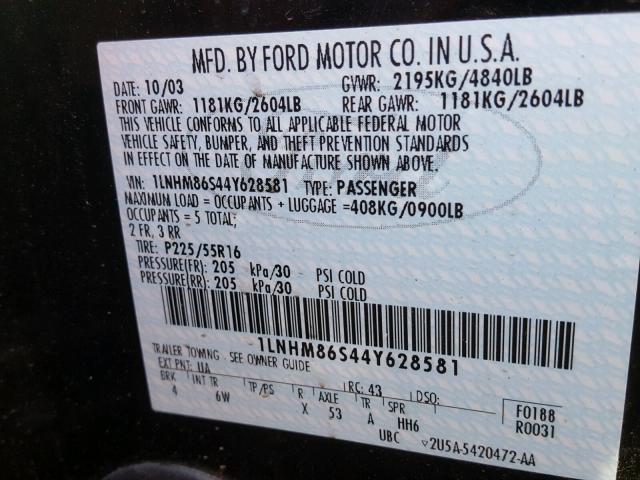 MFD. BY FORD MOTOR CO. IN U.S.A.
DATE: 10/03 GVWR: 2195KG/4840LB
FRONT GAWR: 1181KG/2604LB REAR GAWR: 1181KG/2604LB
THIS VEHICLE CONFORMS TO ALL APPLICABLE FEDERAL MOTOR
VEHICLE SAFETY, BUMPER, AND THEFT PREVENTION STANDARDS
IN EFFECT ON THE DATE OF MANUFACTURE SHOWN ABOVE.
VIN: 1LNHM86S44Y628581 TYPE: PASSENGER
MAXIMUM LOAD = OCCUPANTS + LUGGAGE =408KG/0900LB
OCCUPANTS = 5 TOTAL;
2 FR, 3 RR
TIRE: P225/55R16
PRESSURE(FR): 205 kPa/30 PSI COLD
PRESSURE(RR): 205 kPa/30 PSI COLD
1LNHM86S44Y628581
TRAILER TOWING - SEE OWNER GUIDE
EXT PNT: UA RC: 43 DSO:
BRK INT TR TP/PS R AXLE TR SPR F0188
4 6W X 53 A HH6 R0031
UBC ▽2U5A-5420472-AA